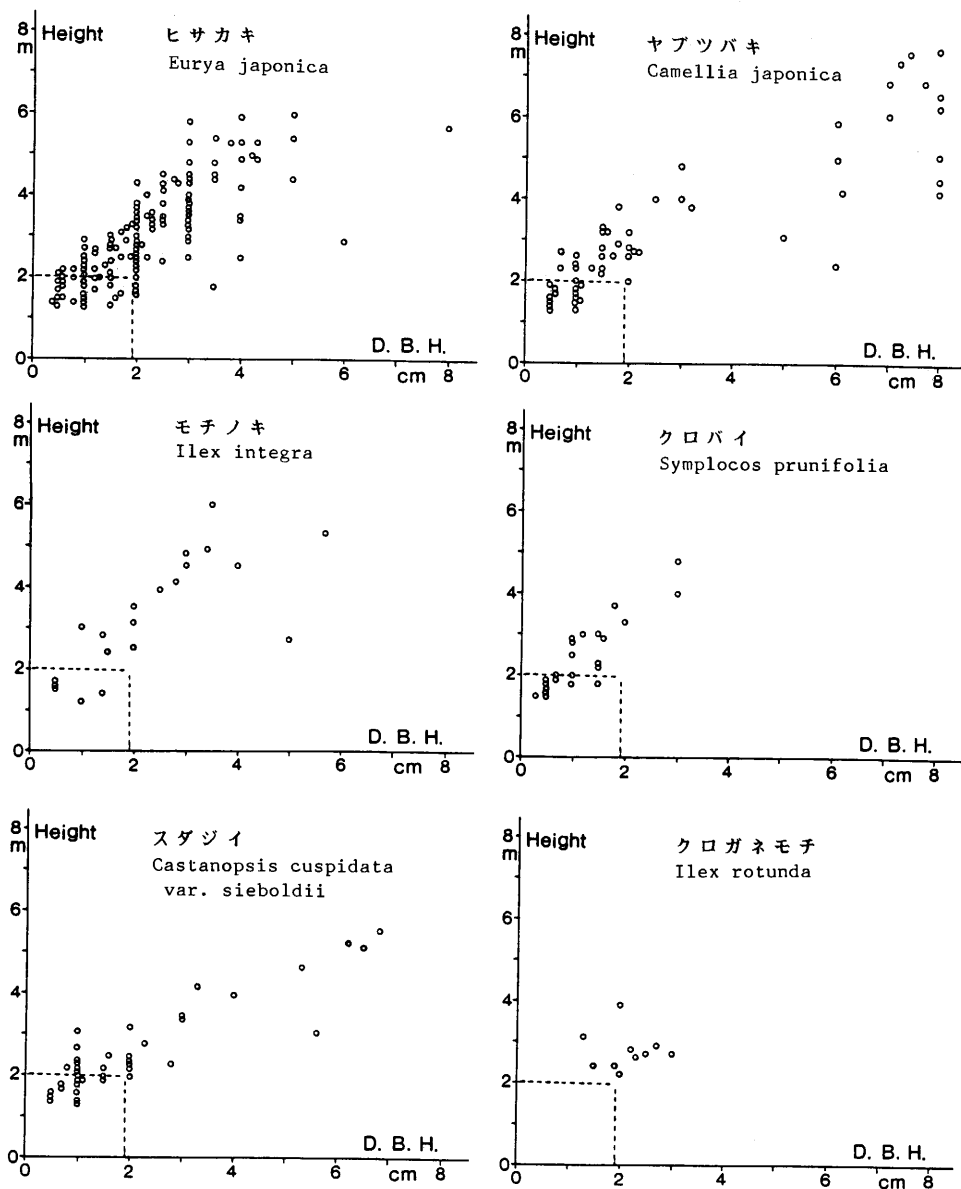 8
m
Height
ヒサカキ
Eurya japonica
6
4
2
0
D. B. H.
0 2 4 6 8
cm
8
m
Height
ヤブツバキ
Camellia japonica
6
4
2
0
D. B. H.
0 2 4 6 8
cm
8
m
Height
モチノキ
Ilex integra
6
4
2
0
D. B. H.
0 2 4 6 8
cm
8
m
Height
クロバイ
Symplocos prunifolia
6
4
2
0
D. B. H.
0 2 4 6 8
cm
8
m
Height
スダジイ
Castanopsis cuspidata
var. sieboldii
6
4
2
0
D. B. H.
0 2 4 6 8
cm
8
m
Height
クロガネモチ
Ilex rotunda
6
4
2
0
D. B. H.
0 2 4 6 8
cm